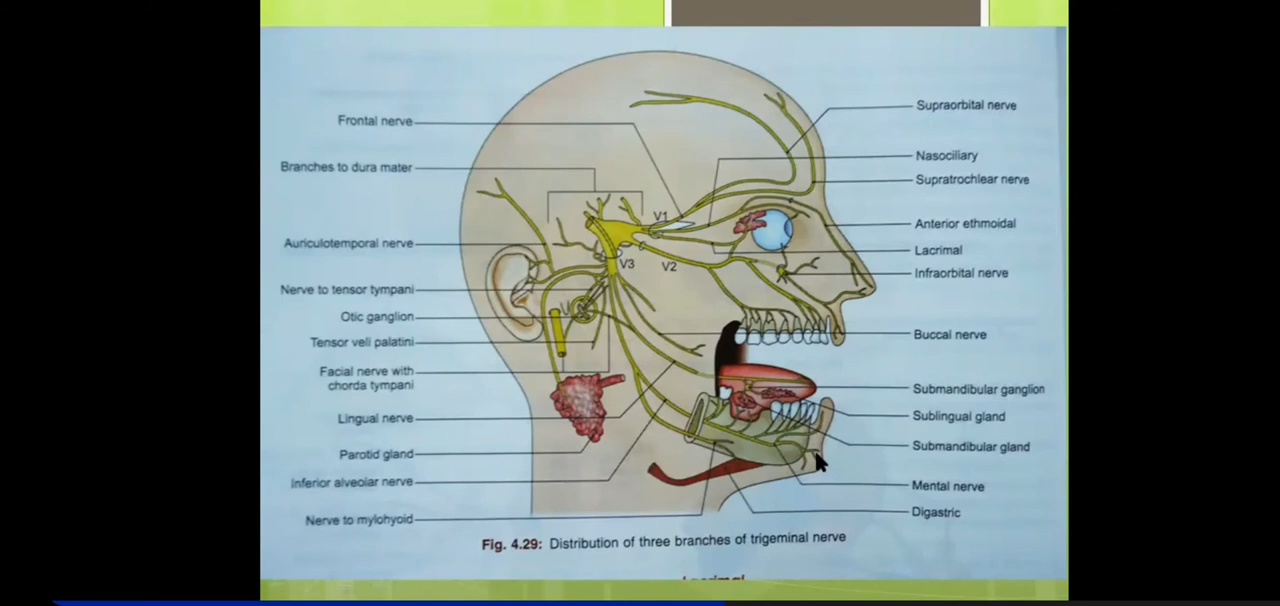 Frontal nerve
Branches to dura mater
Auriculotemporal nerve
Nerve to tensor tympani
Otic ganglion
Tensor veli palatini
Facial nerve with
chorda tympani
Lingual nerve
Parotid gland
Inferior alveolar nerve
Nerve to mylohyoid
V1
V3
V2
Supraorbital nerve
Nasociliary
Supratrochlear nerve
Anterior ethmoidal
Lacrimal
Infraorbital nerve
Buccal nerve
Submandibular ganglion
Sublingual gland
Submandibular gland
Mental nerve
Digastric
Fig. 4.29: Distribution of three branches of trigeminal nerve
Lacrimal